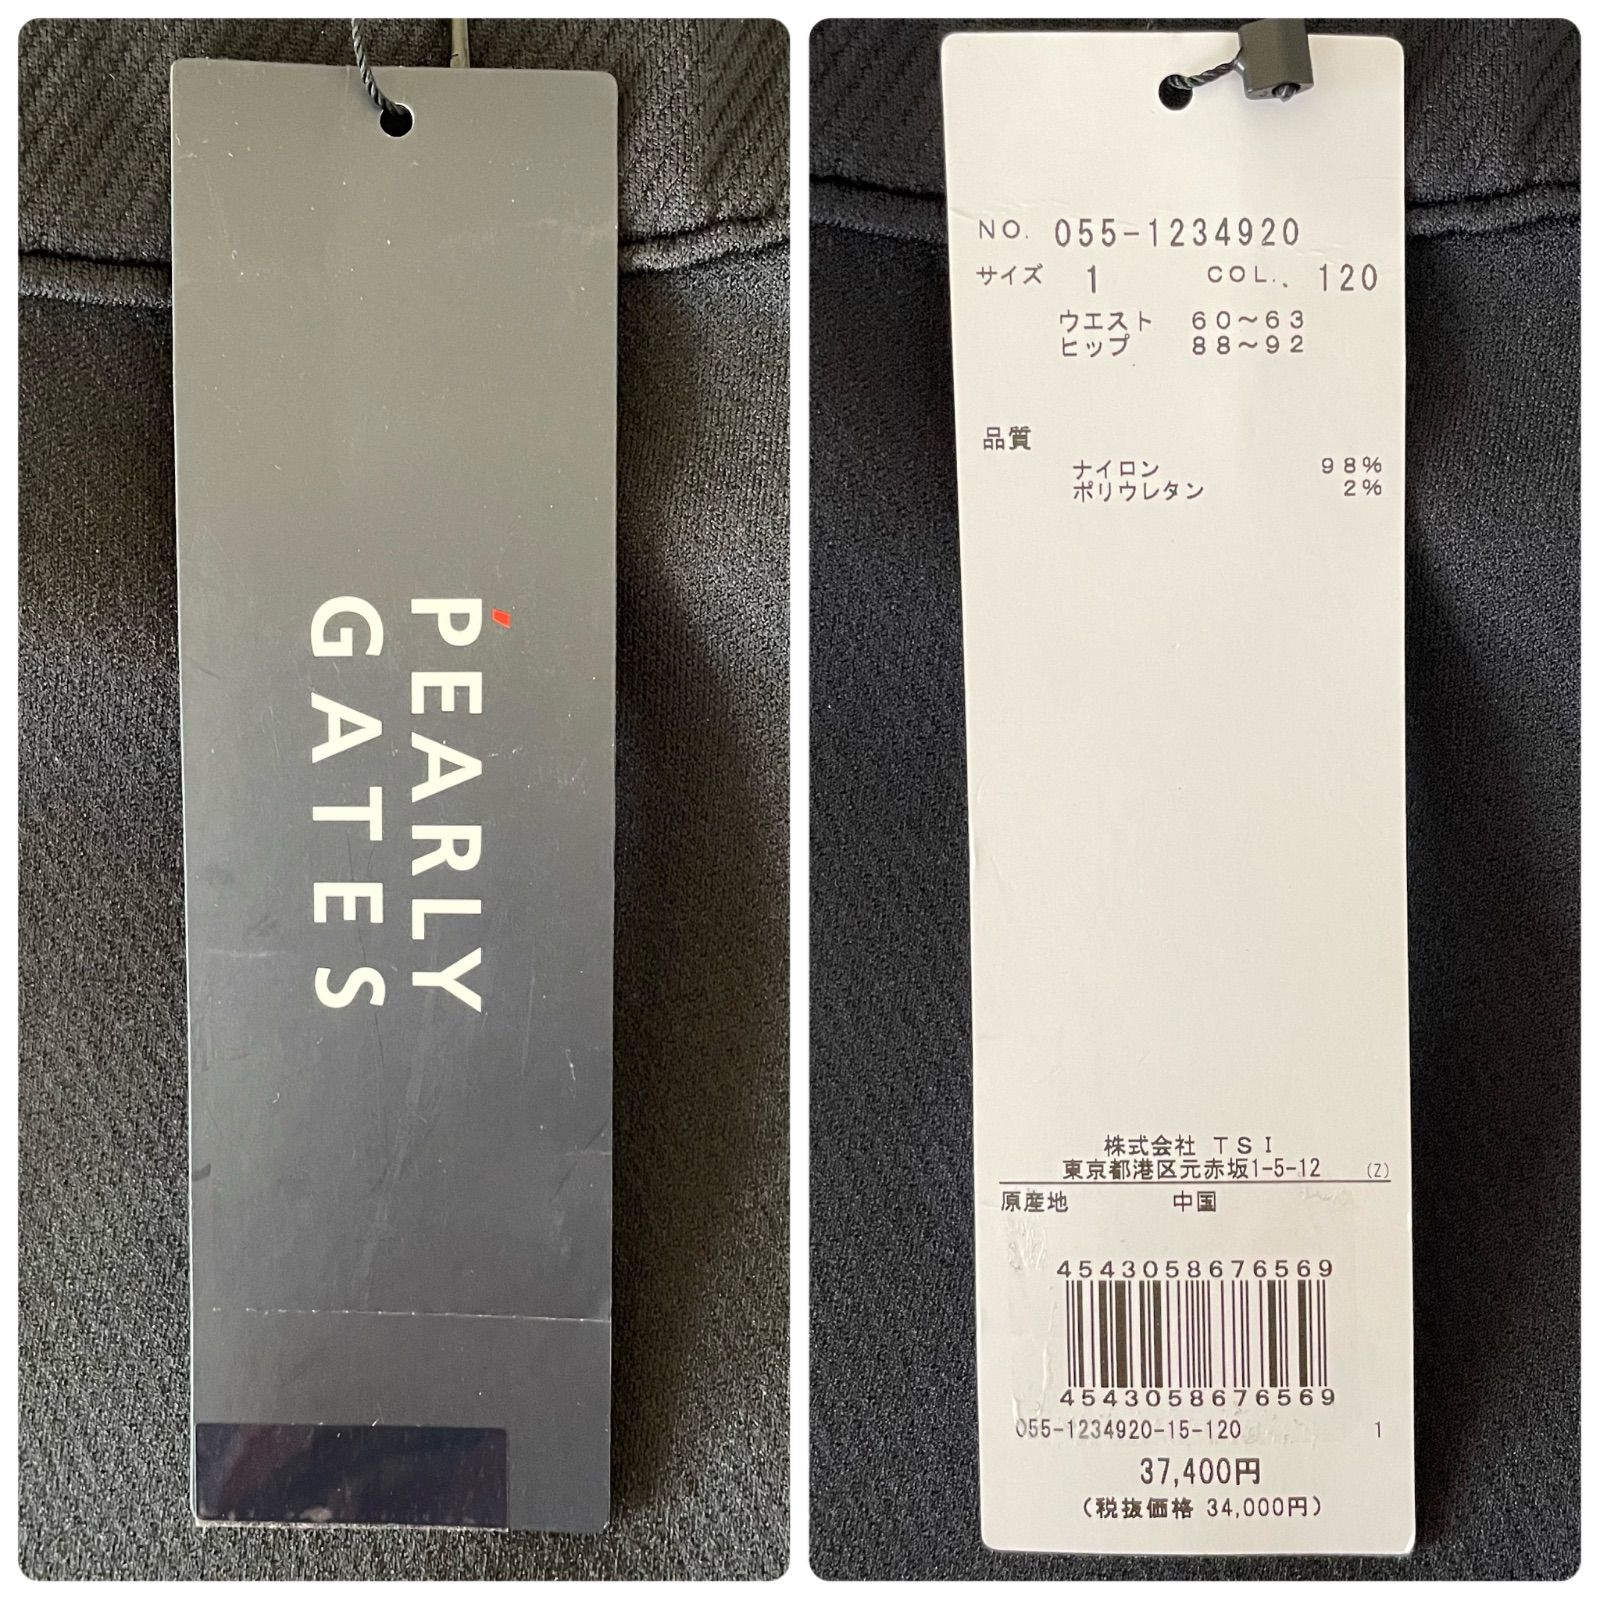 PEARLY
GATES
NO. 055-1234920
サイズ 1 COL.、 120
ウエスト 60～63
ヒップ 88～92
品質
ナイロン 98%
ポリウレタン 2%
株式会社 TSI
東京都港区元赤坂1-5-12 (Z)
原産地 中国
4543058676569
4543058676569
055-1234920-15-120 1
37,400円
(税抜価格 34,000円)